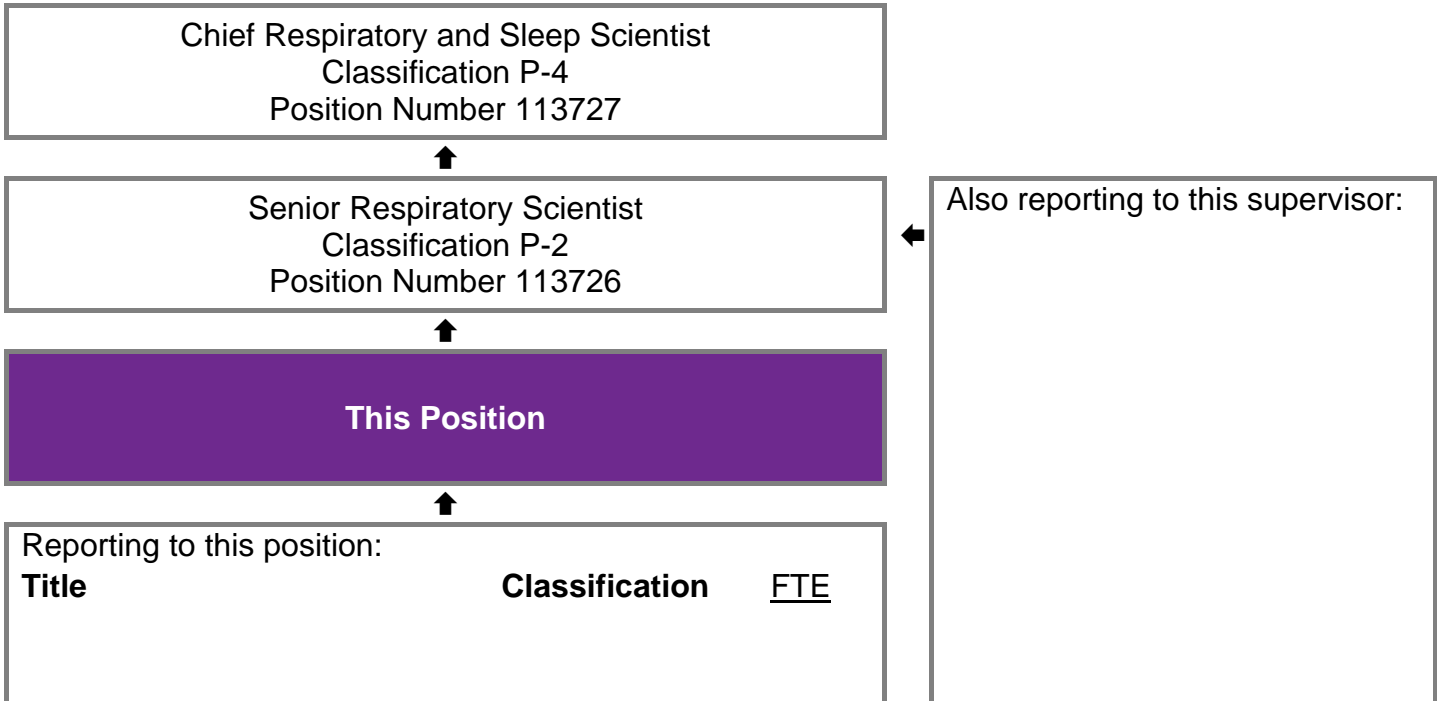 Chief Respiratory and Sleep Scientist
Classification P-4
Position Number 113727
Senior Respiratory Scientist
Classification P-2
Position Number 113726
Also reporting to this supervisor:
This Position
Reporting to this position:
Title Classification FTE